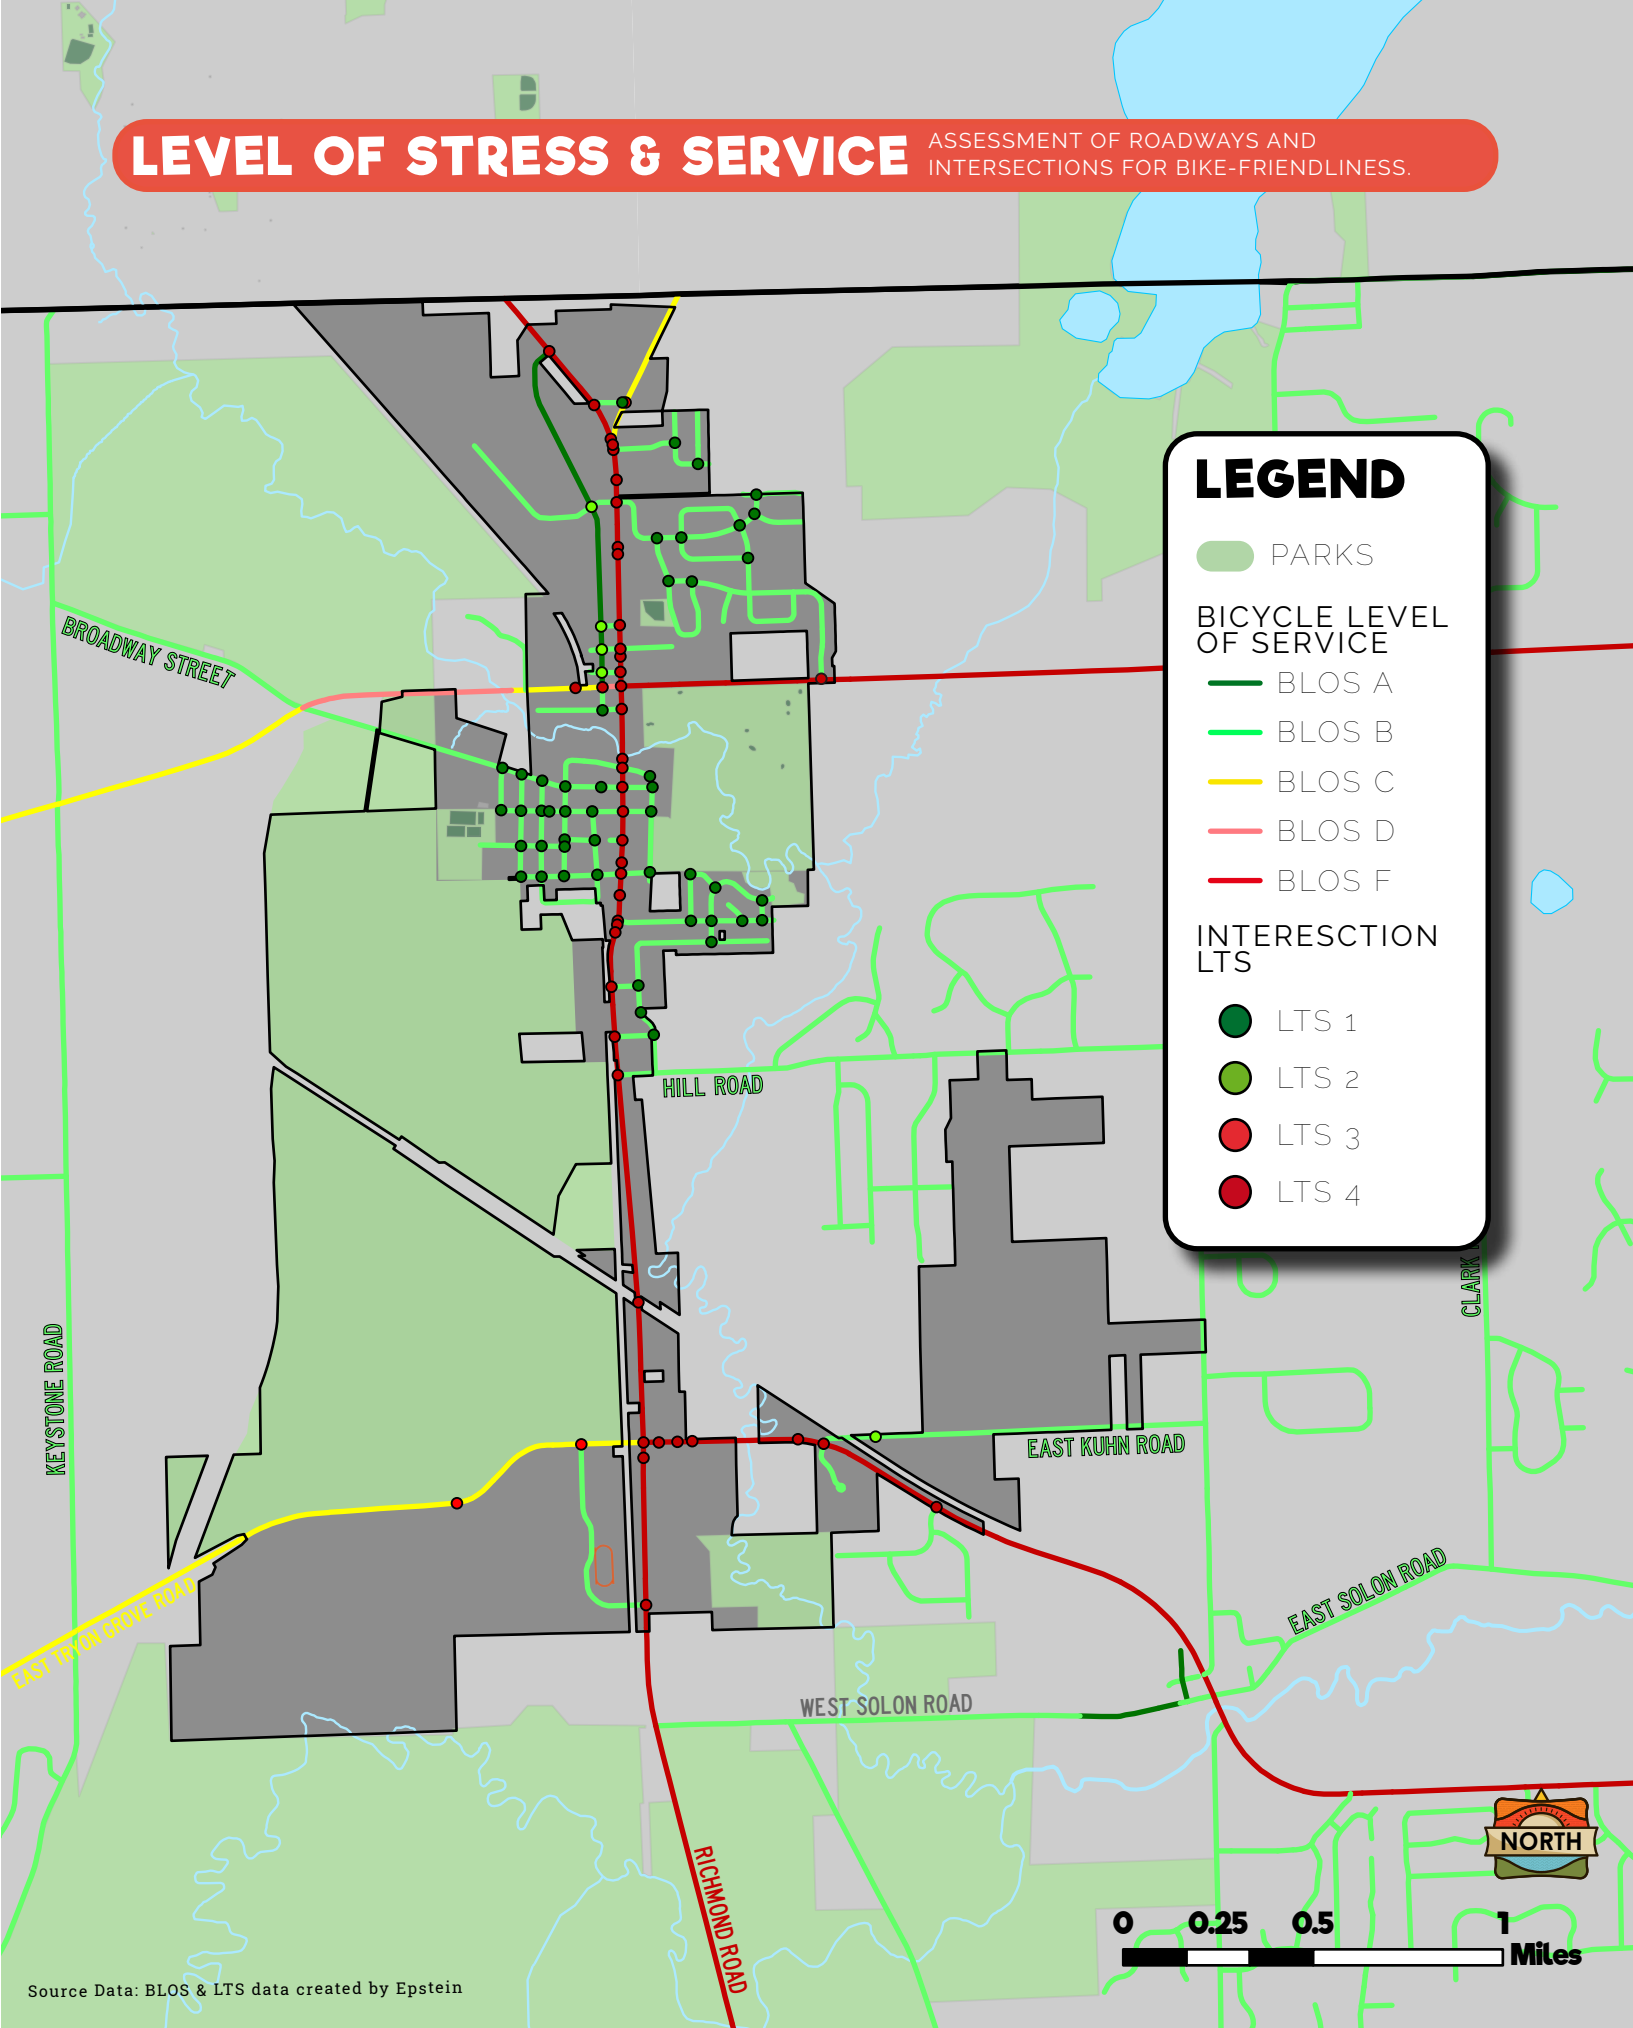 LEVEL OF STRESS & SERVICE
ASSESSMENT OF ROADWAYS AND
INTERSECTIONS FOR BIKE-FRIENDLINESS.
LEGEND
PARKS
BICYCLE LEVEL
OF SERVICE
BLOS A
BLOS B
BLOS C
BLOS D
BLOS F
INTERESCTION
LTS
LTS 1
LTS 2
LTS 3
LTS 4
BROADWAY STREET
HILL ROAD
KEYSTONE ROAD
CLARK
EAST KUHN ROAD
EAST SOLON ROAD
EAST TRYON GROVE ROAD
WEST SOLON ROAD
RICHMOND ROAD
NORTH
0 0.25 0.5 1
Miles
Source Data: BLOS & LTS data created by Epstein